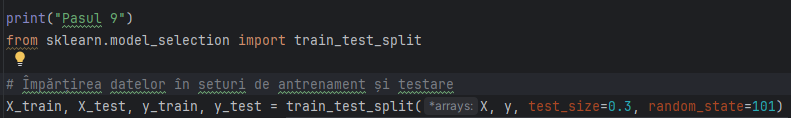 print("Pasul 9")
from sklearn.model_selection import train_test_split
# Împărțirea datelor în seturi de antrenament și testare
X_train, X_test, y_train, y_test = train_test_split( *arrays: X, y, test_size=0.3, random_state=101)